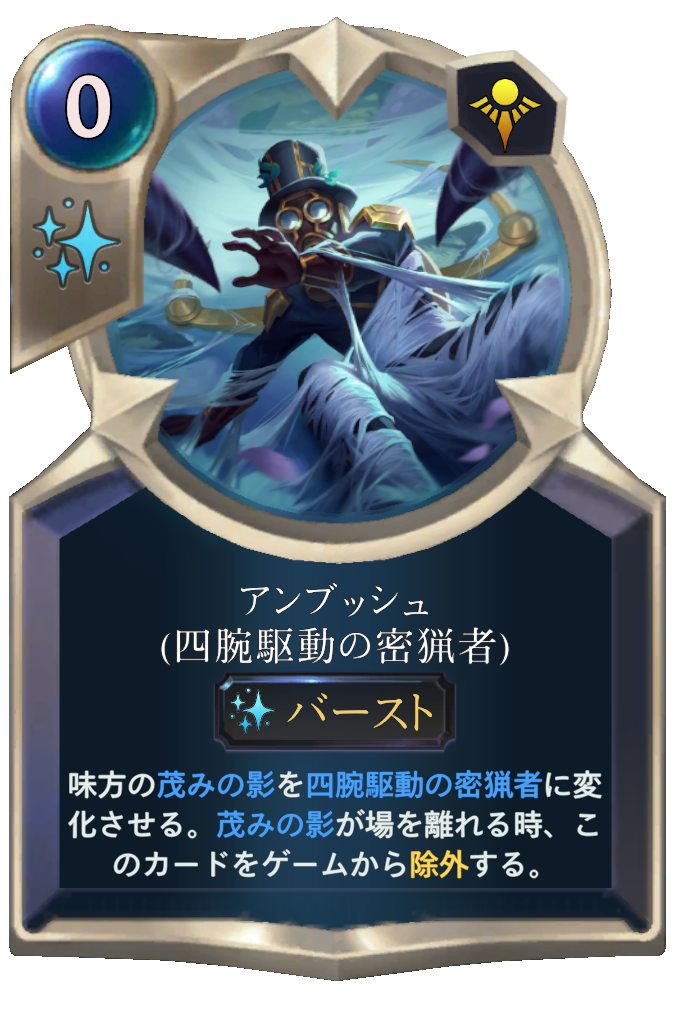 0
アンブッシュ
(四腕駆動の密猟者)
バースト
味方の茂みの影を四腕駆動の密猟者に変
化させる。茂みの影が場を離れる時、こ
のカードをゲームから除外する。